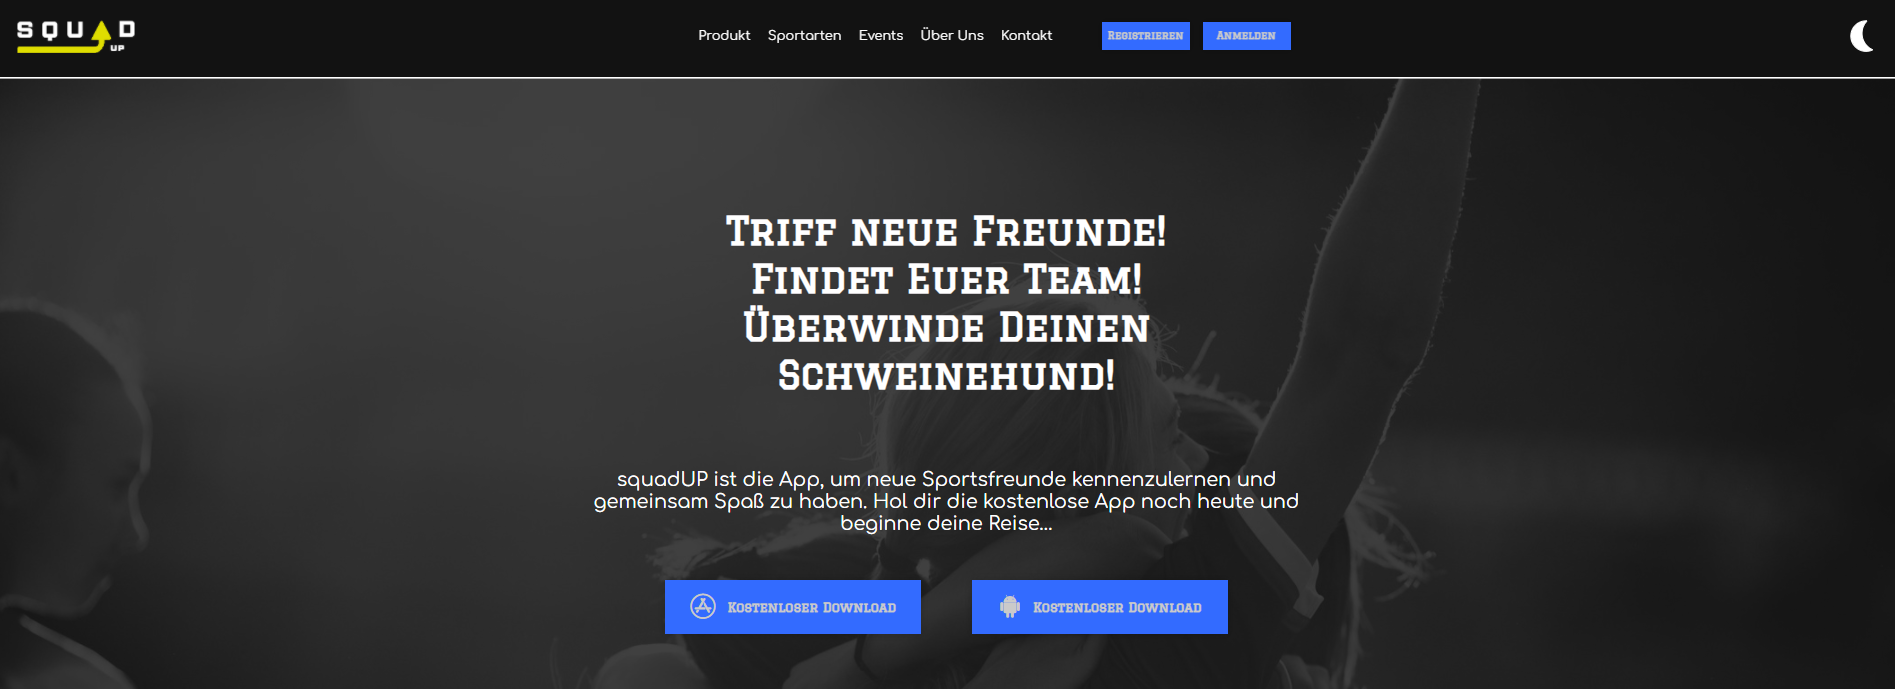 SQUAD
UP
Produkt Sportarten Events Über Uns Kontakt Registrieren Anmelden
Triff neue Freunde!
Findet Euer Team!
Überwinde Deinen
Schweinehund!
squadUP ist die App, um neue Sportsfreunde kennenzulernen und
gemeinsam Spaß zu haben. Hol dir die kostenlose App noch heute und
beginne deine Reise...
Kostenloser Download Kostenloser Download